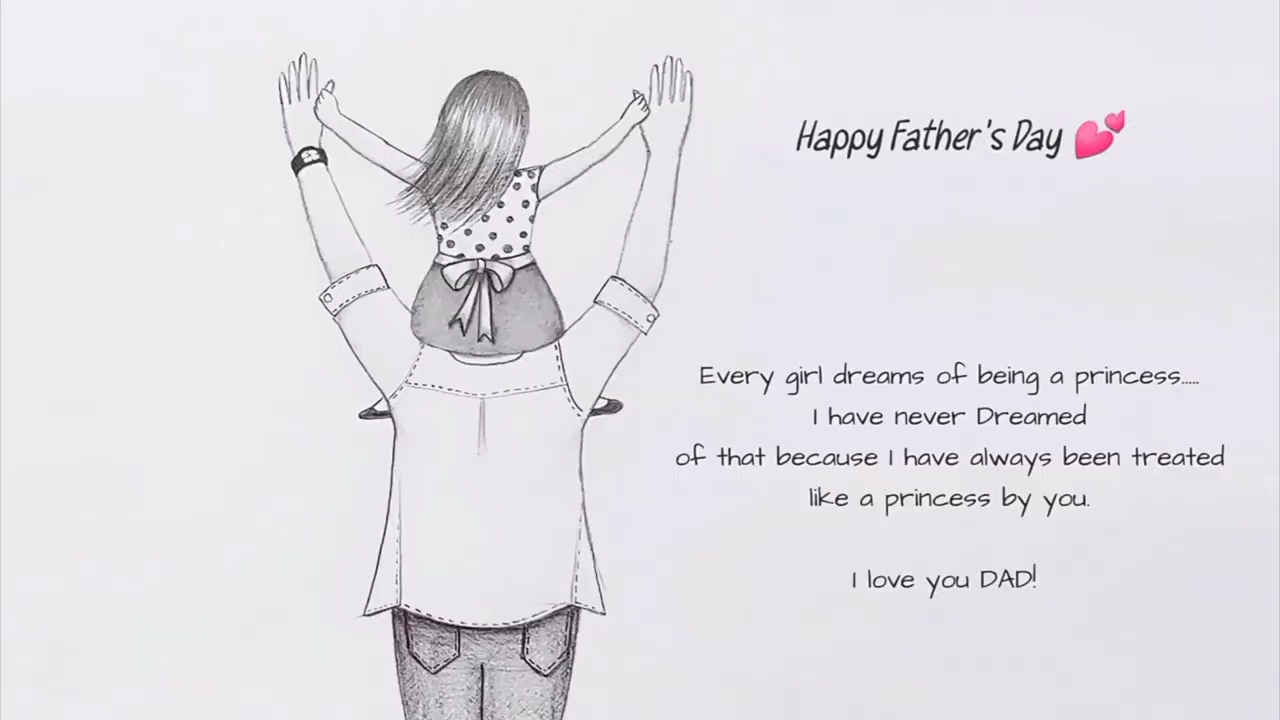 Happy Father's Day 💕
Every girl dreams of being a princess.....
I have never Dreamed
of that because I have always been treated
like a princess by you.
I love you DAD!